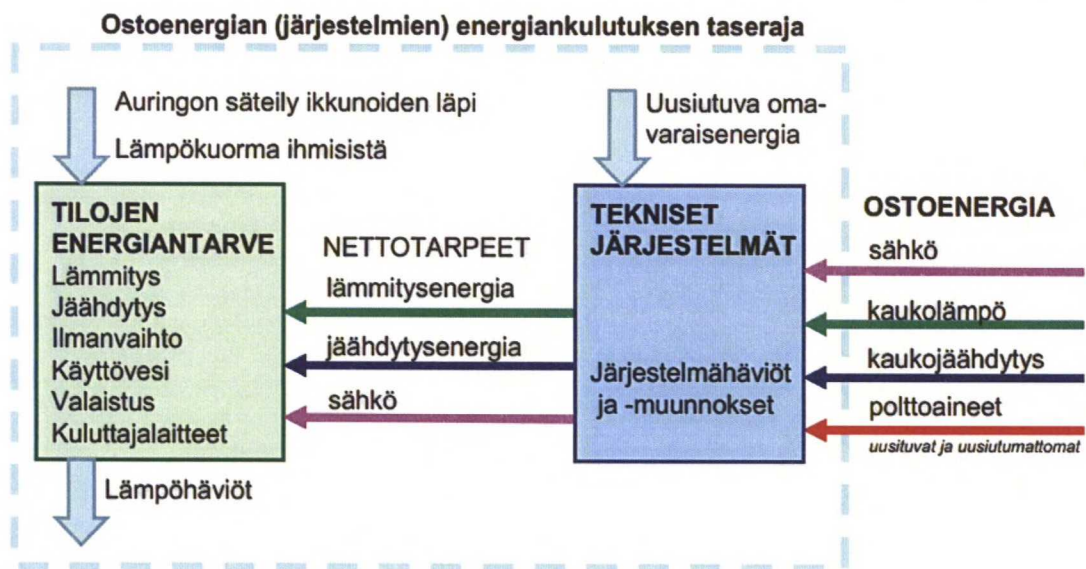 Ostoenergian (järjestelmien) energiankulutuksen taseraja
Auringon säteily ikkunoiden läpi
Lämpökuorma ihmisistä
Uusiutuva oma-
varaisenergia
TILOJEN
ENERGIANTARVE
Lämmitys
Jäähdytys
Ilmanvaihto
Käyttövesi
Valaistus
Kuluttajalaitteet
NETTOTARPEET
lämmitysenergia
jäähdytysenergia
sähkö
TEKNISET
JÄRJESTELMÄT
Järjestelmähäviöt
ja -muunnokset
OSTOENERGIA
sähkö
kaukolämpö
kaukojäähdytys
polttoaineet
uusituvat ja uusiutumattomat
Lämpöhäviöt